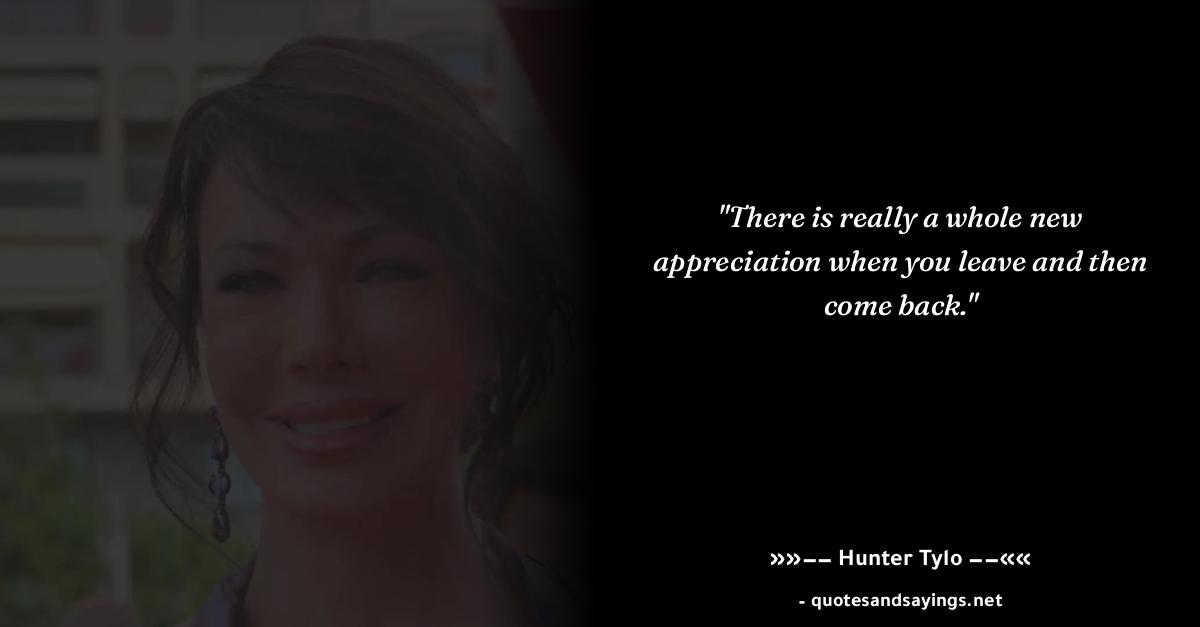 "There is really a whole new
appreciation when you leave and then
come back."
»»−− Hunter Tylo −−««
- quotesandsayings.net